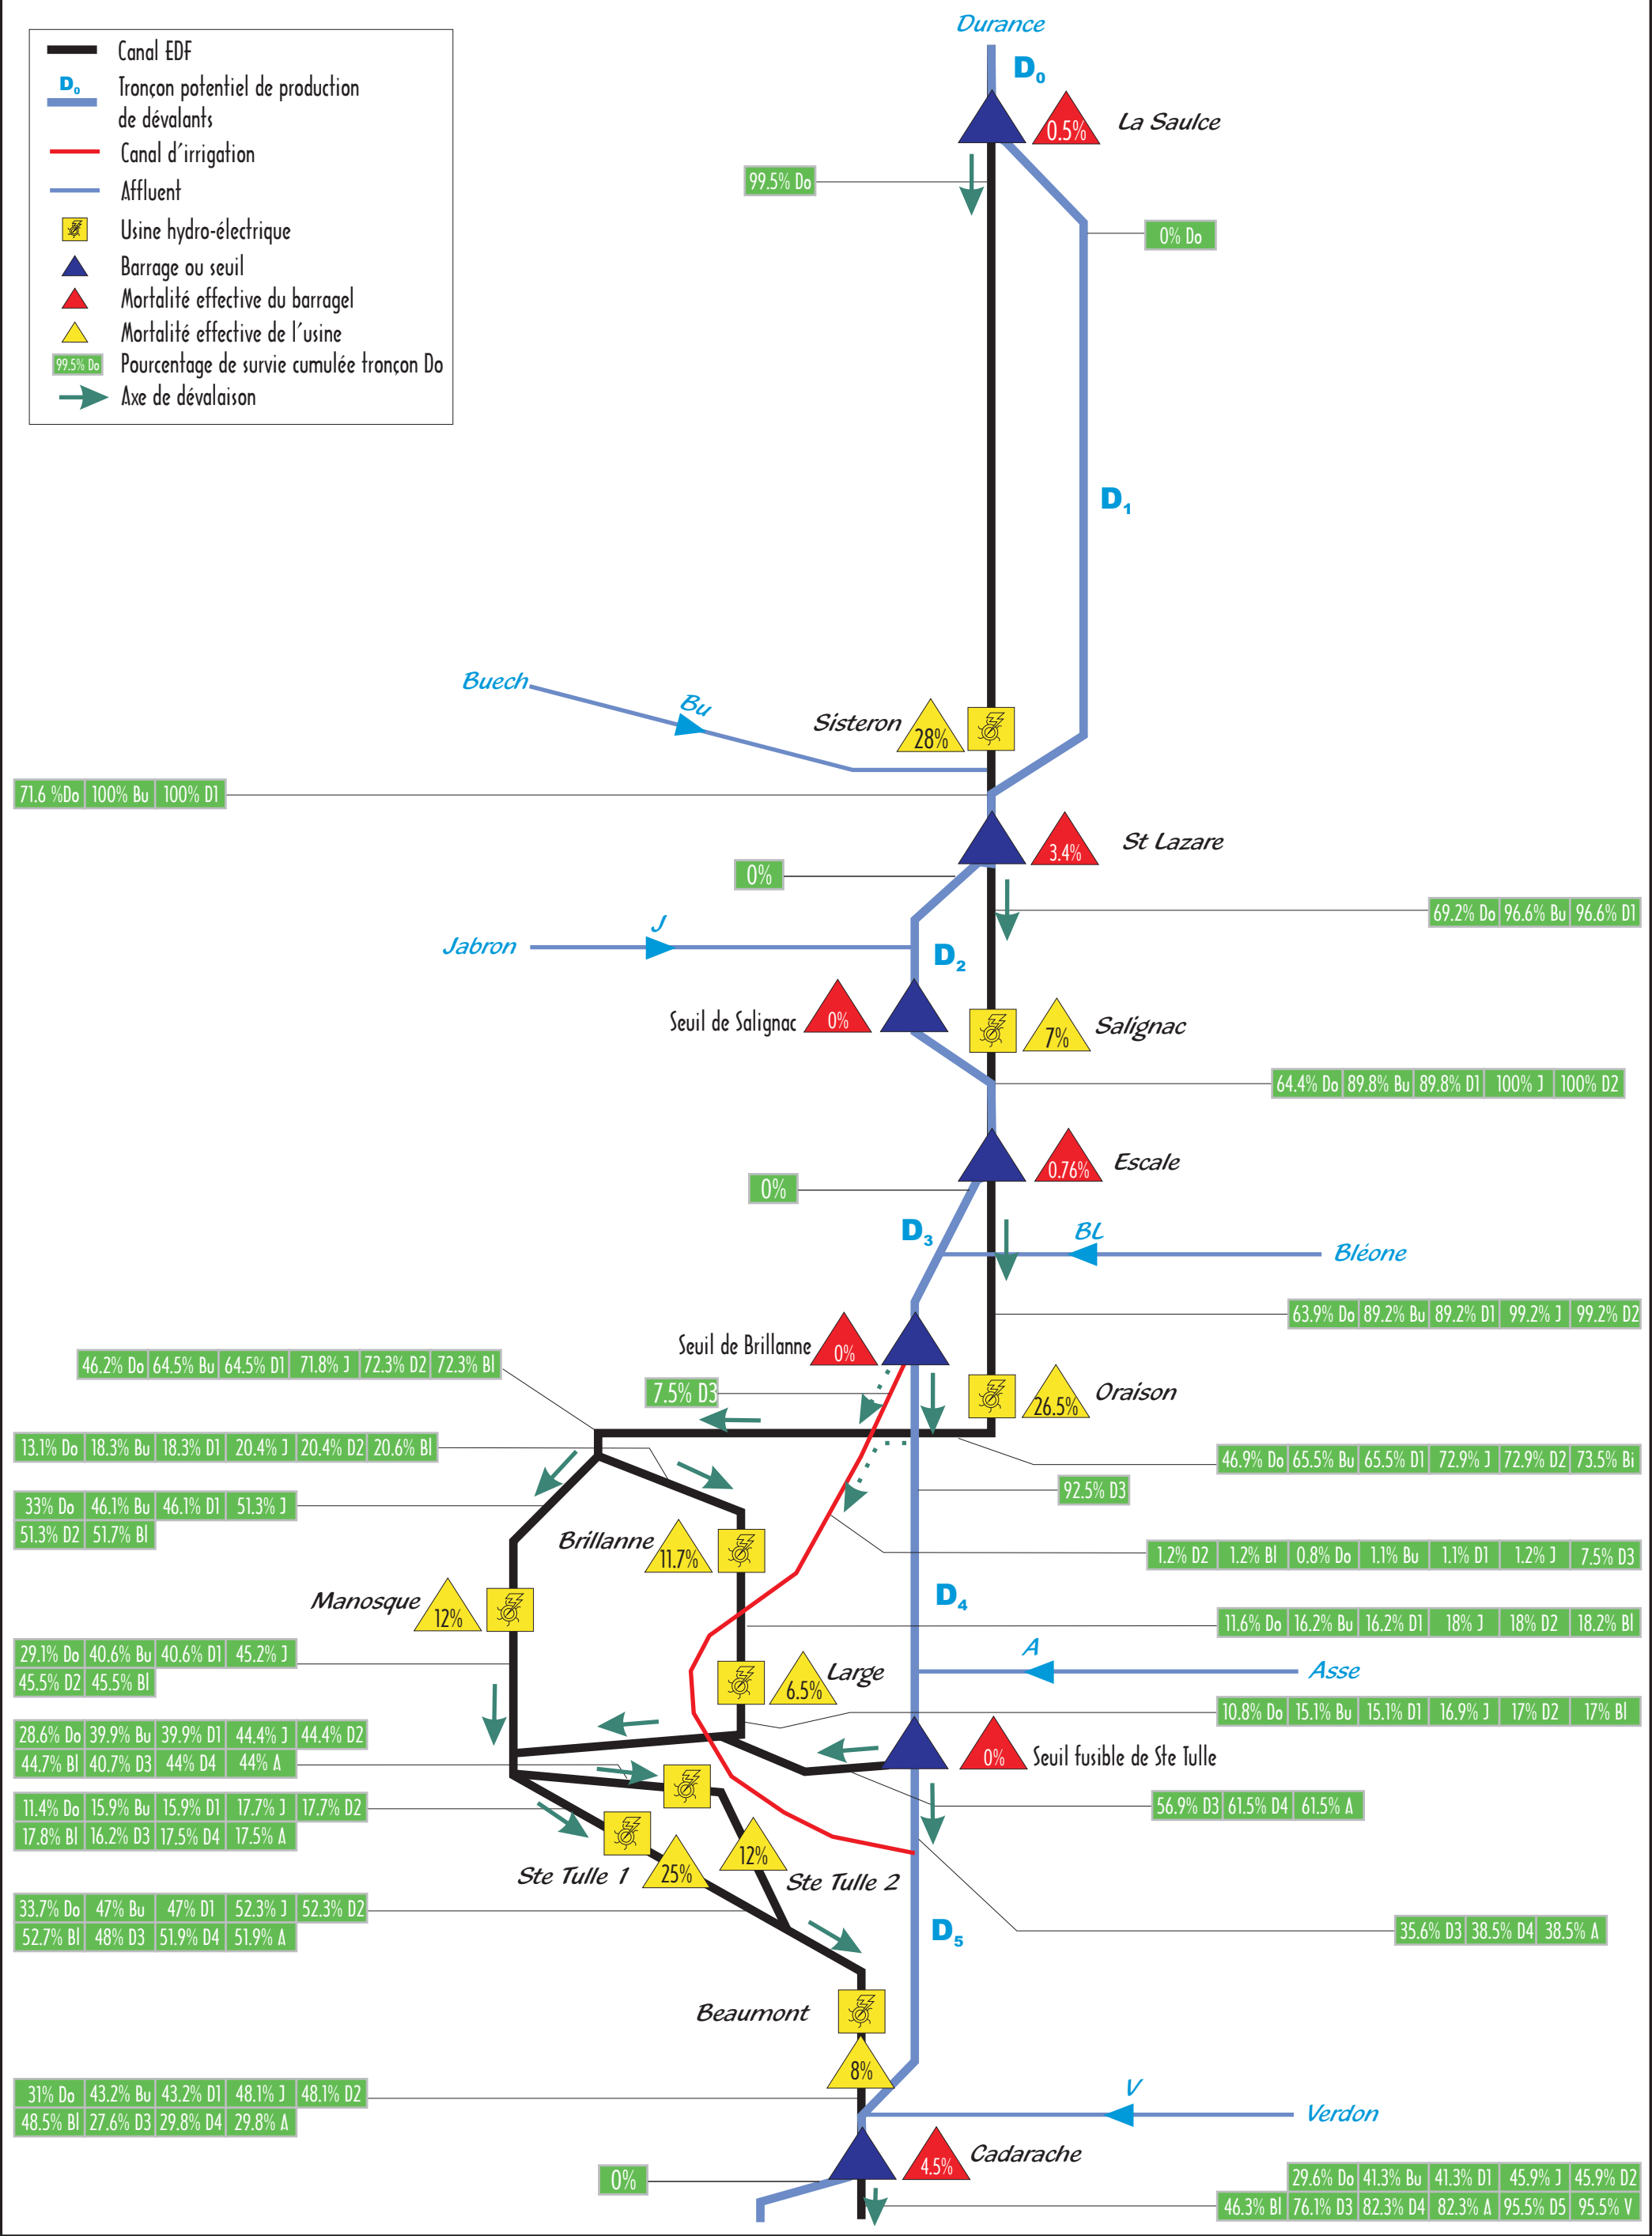 Durance
D0
0.5%
La Saulce
Canal EDF
D0
Tronçon potentiel de production
de dévalants
Canal d'irrigation
Affluent
Usine hydro-électrique
Barrage ou seuil
Mortalité effective du barragel
Mortalité effective de l'usine
99.5% Do
Pourcentage de survie cumulée tronçon Do
Axe de dévalaison
99.5% Do
0% Do
D1
Buech
Bu
Sisteron
28%
71.6 %Do 100% Bu 100% D1
3.4%
St Lazare
0%
69.2% Do 96.6% Bu 96.6% D1
Jabron
J
D2
Seuil de Salignac
0%
7%
Salignac
64.4% Do 89.8% Bu 89.8% D1 100% J 100% D2
0.76%
Escale
0%
D3
BL
Bléone
63.9% Do 89.2% Bu 89.2% D1 99.2% J 99.2% D2
Seuil de Brillanne
0%
46.2% Do 64.5% Bu 64.5% D1 71.8% J 72.3% D2 72.3% Bl
7.5% D3
26.5%
Oraison
13.1% Do 18.3% Bu 18.3% D1 20.4% J 20.4% D2 20.6% Bl
46.9% Do 65.5% Bu 65.5% D1 72.9% J 72.9% D2 73.5% Bi
92.5% D3
33% Do 46.1% Bu 46.1% D1 51.3% J
51.3% D2 51.7% Bl
Brillanne
11.7%
1.2% D2 1.2% Bl 0.8% Do 1.1% Bu 1.1% D1 1.2% J 7.5% D3
Manosque
12%
D4
11.6% Do 16.2% Bu 16.2% D1 18% J 18% D2 18.2% Bl
29.1% Do 40.6% Bu 40.6% D1 45.2% J
45.5% D2 45.5% Bl
6.5%
Large
A
Asse
10.8% Do 15.1% Bu 15.1% D1 16.9% J 17% D2 17% Bl
28.6% Do 39.9% Bu 39.9% D1 44.4% J 44.4% D2
44.7% Bl 40.7% D3 44% D4 44% A
0%
Seuil fusible de Ste Tulle
11.4% Do 15.9% Bu 15.9% D1 17.7% J 17.7% D2
17.8% Bl 16.2% D3 17.5% D4 17.5% A
56.9% D3 61.5% D4 61.5% A
Ste Tulle 1
25%
12%
Ste Tulle 2
33.7% Do 47% Bu 47% D1 52.3% J 52.3% D2
52.7% Bl 48% D3 51.9% D4 51.9% A
D5
35.6% D3 38.5% D4 38.5% A
Beaumont
8%
31% Do 43.2% Bu 43.2% D1 48.1% J 48.1% D2
48.5% Bl 27.6% D3 29.8% D4 29.8% A
V
Verdon
4.5%
Cadarache
0%
29.6% Do 41.3% Bu 41.3% D1 45.9% J 45.9% D2
46.3% Bl 76.1% D3 82.3% D4 82.3% A 95.5% D5 95.5% V